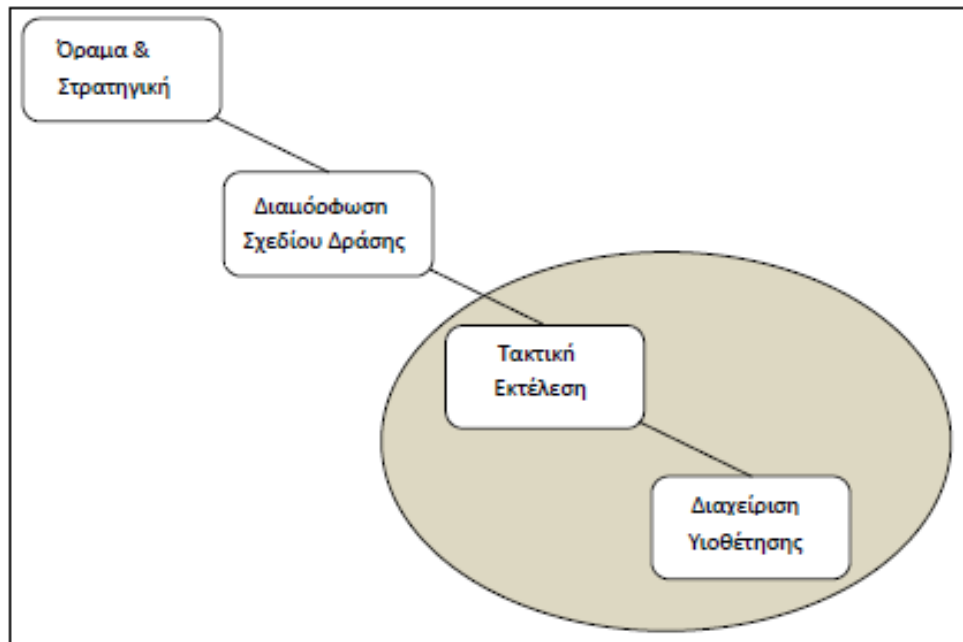 Όραμα &
Στρατηγική
Διαμόρφωση
Σχεδίου Δράσης
Τακτική
Εκτέλεση
Διαχείριση
Υιοθέτησης